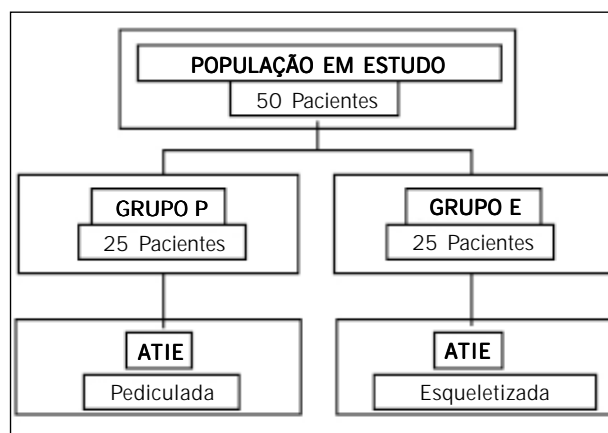 POPULAÇÃO EM ESTUDO
50 Pacientes
GRUPO P
25 Pacientes
GRUPO E
25 Pacientes
ATIE
Pediculada
ATIE
Esqueletizada